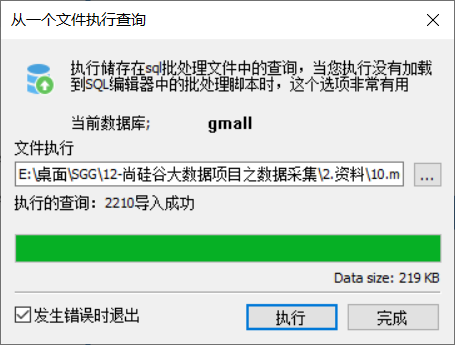 从一个文件执行查询
执行储存在sql批处理文件中的查询，当您执行没有加载
到SQL编辑器中的批处理脚本时，这个选项非常有用
当前数据库; gmall
文件执行
E:\桌面\SGG\12-尚硅谷大数据项目之数据采集\2.资料\10.m
...
执行的查询：2210导入成功
Data size: 219 KB
发生错误时退出
执行
完成